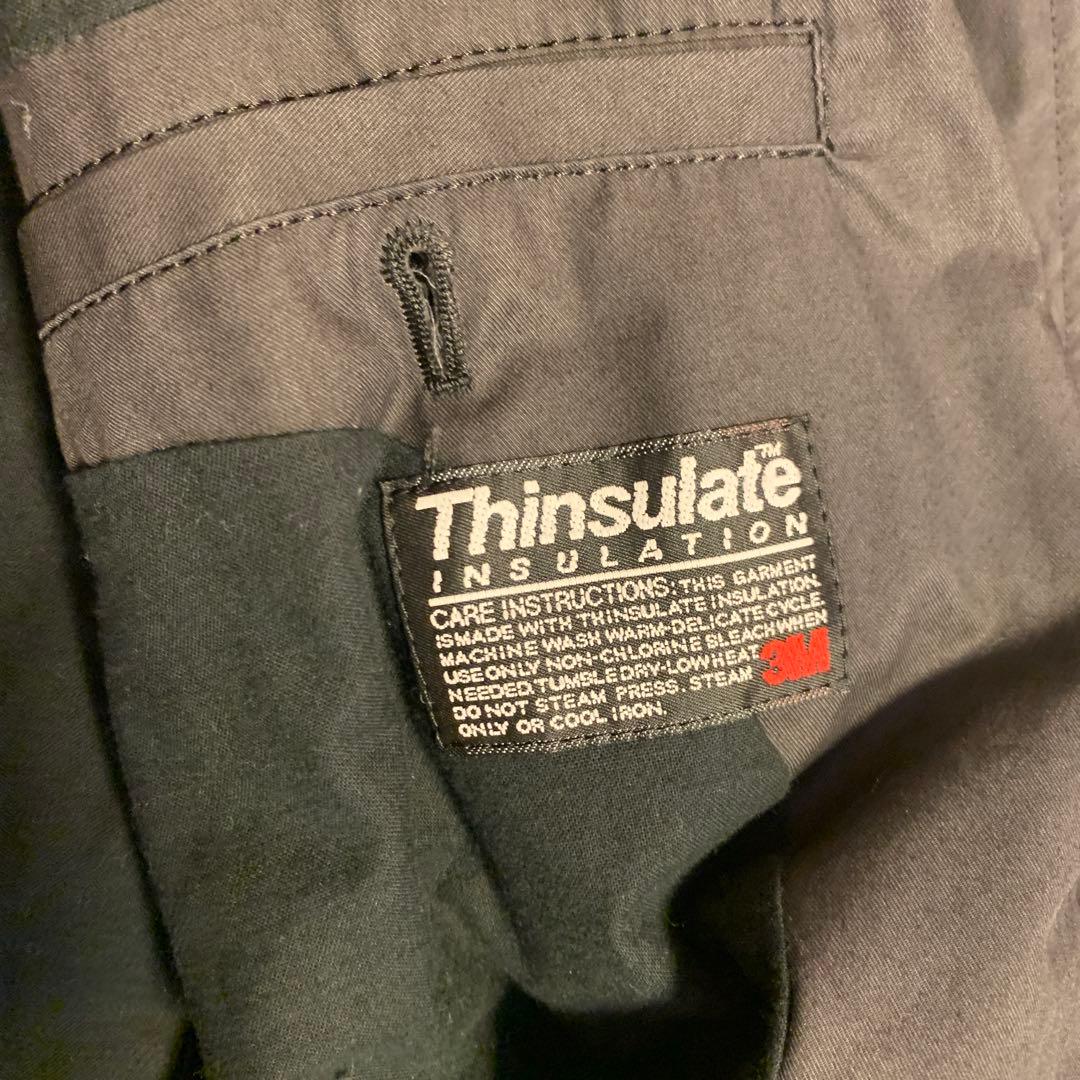 Thinsulate™
INSULATION
CARE INSTRUCTIONS: THIS GARMENT
IS MADE WITH THINSULATE INSULATION.
MACHINE WASH WARM-DELICATE CYCLE
USE ONLY NON-CHLORINE BLEACH WHEN
NEEDED. TUMBLE DRY-LOW HEAT
DO NOT STEAM PRESS. STEAM
ONLY OR COOL IRON.
3M